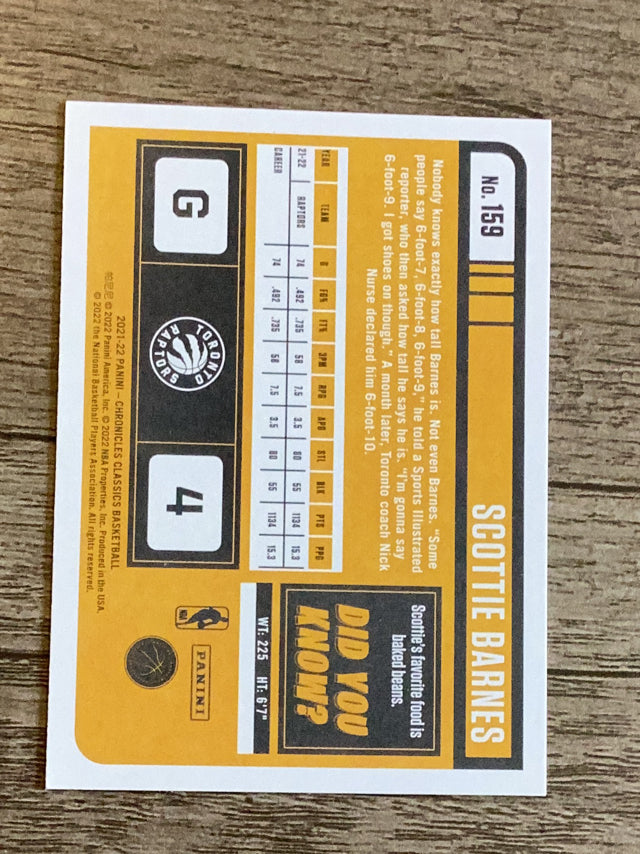 No. 159
SCOTTIE BARNES
Nobody knows exactly how tall Barnes is. Not even Barnes. "Some
people say 6-foot-7, 6-foot-8, 6-foot-9," he told a Sports Illustrated
reporter, who then asked how tall he says he is. "I'm gonna say
6-foot-9. I got shoes on though." A month later, Toronto coach Nick
Nurse declared him 6-foot-10.
YEAR TEAM G FG% FT% 3PM RPG APG STL BLK PTS PPG
21-22 RAPTORS 74 .492 .735 58 7.5 3.5 80 55 1134 15.3
CAREER 74 .492 .735 58 7.5 3.5 80 55 1134 15.3
Scottie's favorite food is
baked beans.
DID YOU
KNOW?
WT: 225 HT: 6'7"
G
TORONTO
RAPTORS
4
NBA
PANINI
2021-22 PANINI – CHRONICLES CLASSICS BASKETBALL
帕尼尼 © 2022 Panini America, Inc. © 2022 NBA Properties, Inc. Produced in the USA.
© 2022 the National Basketball Players Association. All rights reserved.